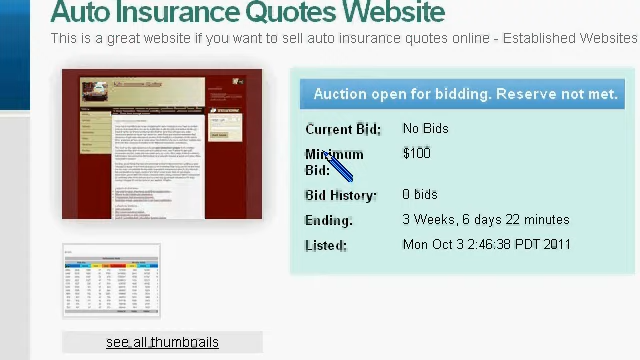 Auto Insurance Quotes Website
This is a great website if you want to sell auto insurance quotes online - Established Websites
Auction open for bidding. Reserve not met.
Current Bid: No Bids
Minimum Bid: $100
Bid History: 0 bids
Ending: 3 Weeks, 6 days 22 minutes
Listed: Mon Oct 3 2:46:38 PDT 2011
see all thumbnails